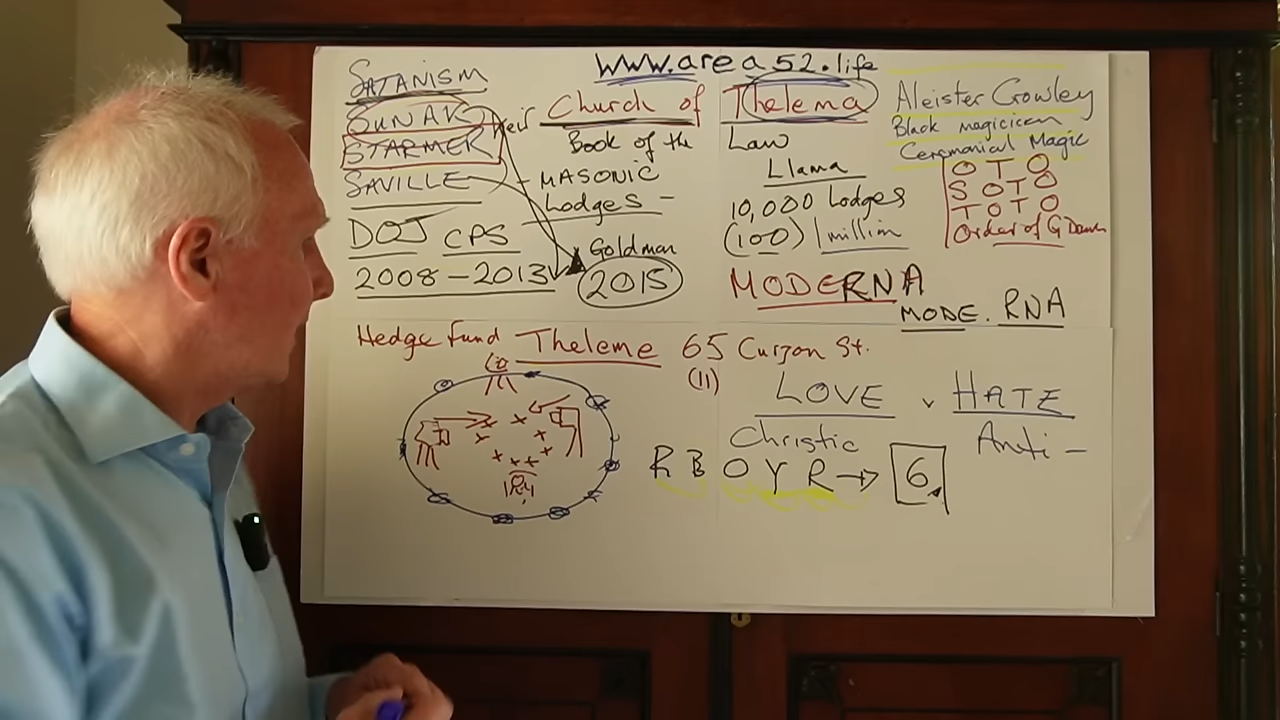 www.area52.life
SATANISM
SUNAK
STARMER
SAVILLE
DOJ CPS
2008-2013
Their Church of Thelema
Book of the Law
- MASONIC
Lodges -
Goldman
2015
Llama
10,000 Lodges
(100) 1 million
MODERNA
MODE. RNA
Aleister Crowley
Black magician
Ceremonial Magic
O T O
S O T O
T O T O
Order of G Dawn
Hedge fund Theleme 65 Curzon St.
(11)
LOVE v HATE
Christic Anti-
R B O Y R → 6